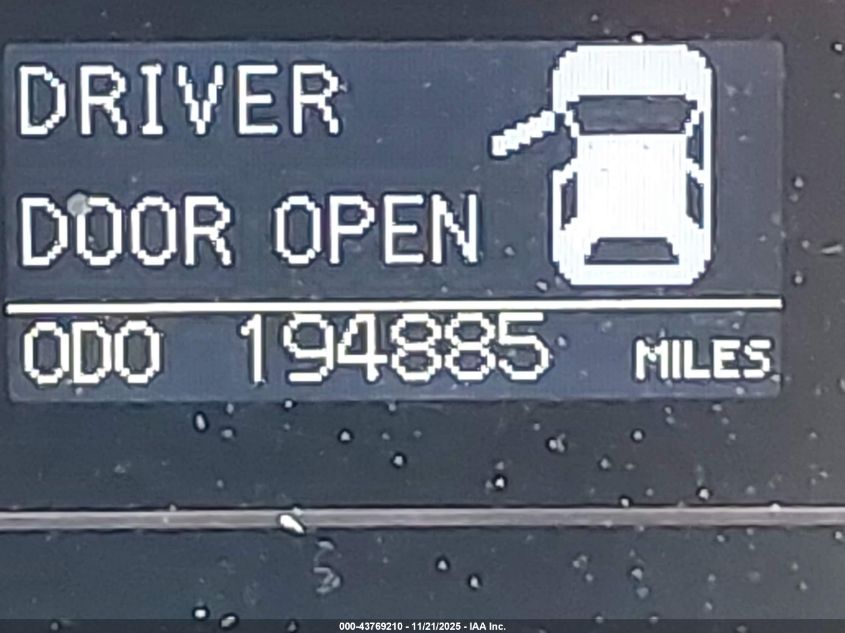 DRIVER
DOOR OPEN
ODO 194885 MILES
000-43769210 - 11/21/2025 - IAA Inc.